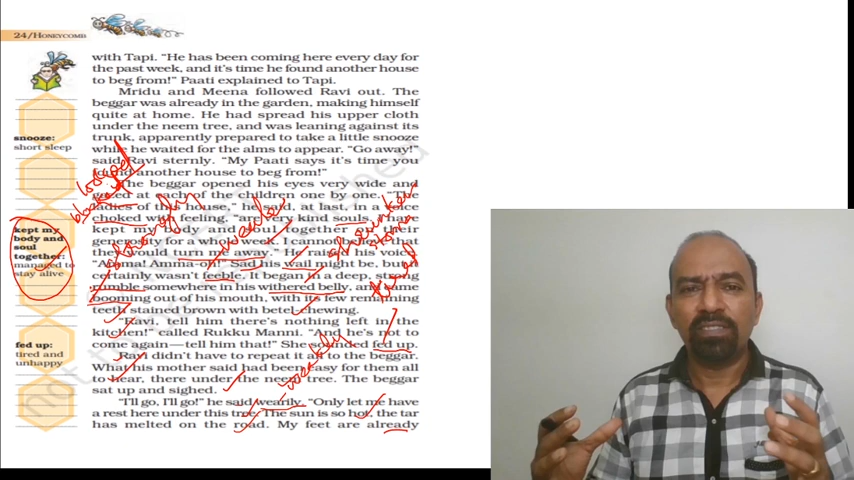 24/HONEYCOMB
with Tapi. "He has been coming here every day for
the past week, and it's time he found another house
to beg from!" Paati explained to Tapi.
Mridu and Meena followed Ravi out. The
beggar was already in the garden, making himself
quite at home. He had spread his upper cloth
under the neem tree, and was leaning against its
trunk, apparently prepared to take a little snooze
while he waited for the alms to appear. "Go away!"
said Ravi sternly. "My Paati says it's time you
found another house to beg from!"
The beggar opened his eyes very wide and
gazed at each of the children one by one. "The
ladies of this house," he said, at last, in a voice
choked with feeling, "are very kind souls. I have
kept my body and soul together on their
generosity for a whole week. I cannot believe that
they would turn me away." He raised his voice.
"Amma! Amma-oh!" Sad his wail might be, but it
certainly wasn't feeble. It began in a deep, strong
rumble somewhere in his withered belly, and came
booming out of his mouth, with its few remaining
teeth stained brown with betel-chewing.
"Ravi, tell him there's nothing left in the
kitchen!" called Rukku Manni. "And he's not to
come again—tell him that!" She sounded fed up.
Ravi didn't have to repeat it all to the beggar.
What his mother said had been easy for them all
to hear, there under the neem tree. The beggar
sat up and sighed.
"I'll go, I'll go!" he said wearily. "Only let me have
a rest here under this tree. The sun is so hot, the tar
has melted on the road. My feet are already
snooze:
short sleep
kept my
body and
soul
together:
managed to
stay alive
fed up:
tired and
unhappy
strongly
weak
tired
weakly
not to be